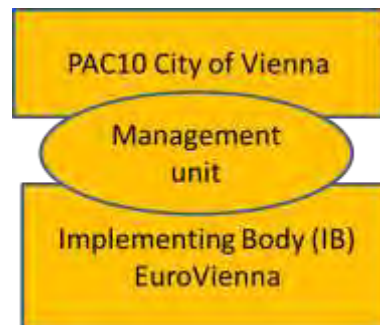 PAC10 City of Vienna
Management
unit
Implementing Body (IB)
EuroVienna